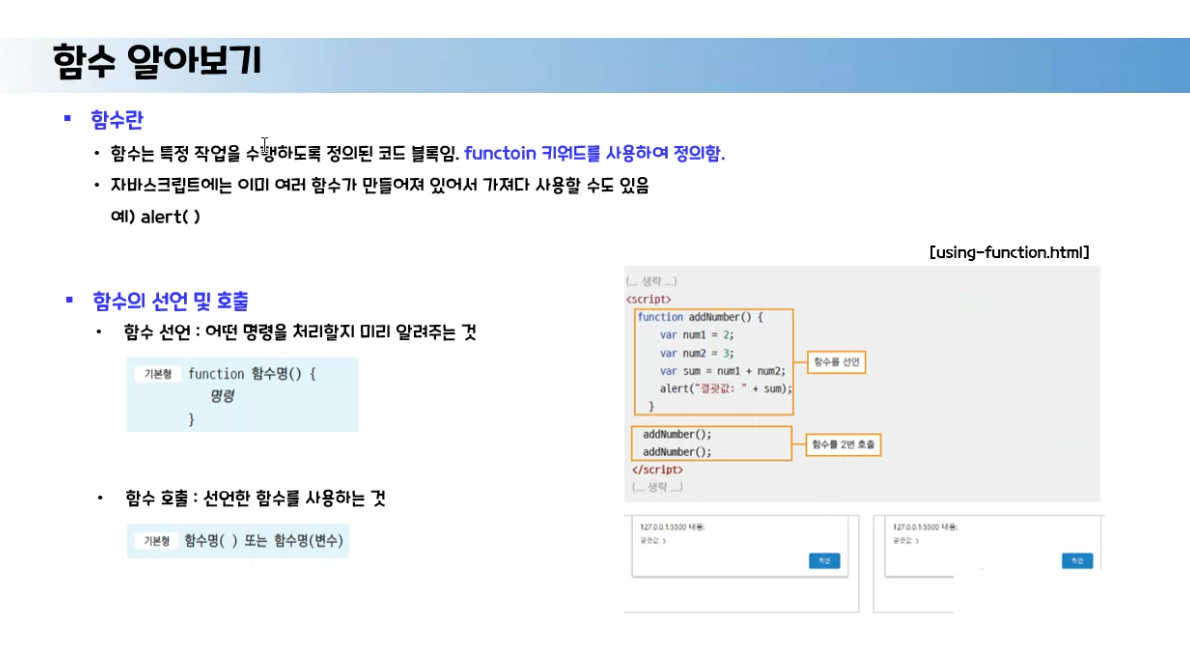 함수 알아보기
함수란
함수는 특정 작업을 수행하도록 정의된 코드 블록임. functoin 키워드를 사용하여 정의함.
자바스크립트에는 이미 여러 함수가 만들어져 있어서 가져다 사용할 수도 있음
예) alert( )
함수의 선언 및 호출
함수 선언 : 어떤 명령을 처리할지 미리 알려주는 것
기본형 function 함수명() {
명령
}
함수 호출 : 선언한 함수를 사용하는 것
기본형 함수명( ) 또는 함수명(변수)
[using-function.html]
(... 생략 ...)
<script>
function addNumber() {
var num1 = 2;
var num2 = 3;
var sum = num1 + num2;
alert("결괏값: " + sum);
}
함수를 선언
addNumber();
addNumber();
함수를 2번 호출
</script>
(... 생략 ...)
127.0.0.1:5500 내용:
결괏값: 5
확인
127.0.0.1:5500 내용:
결괏값: 5
확인